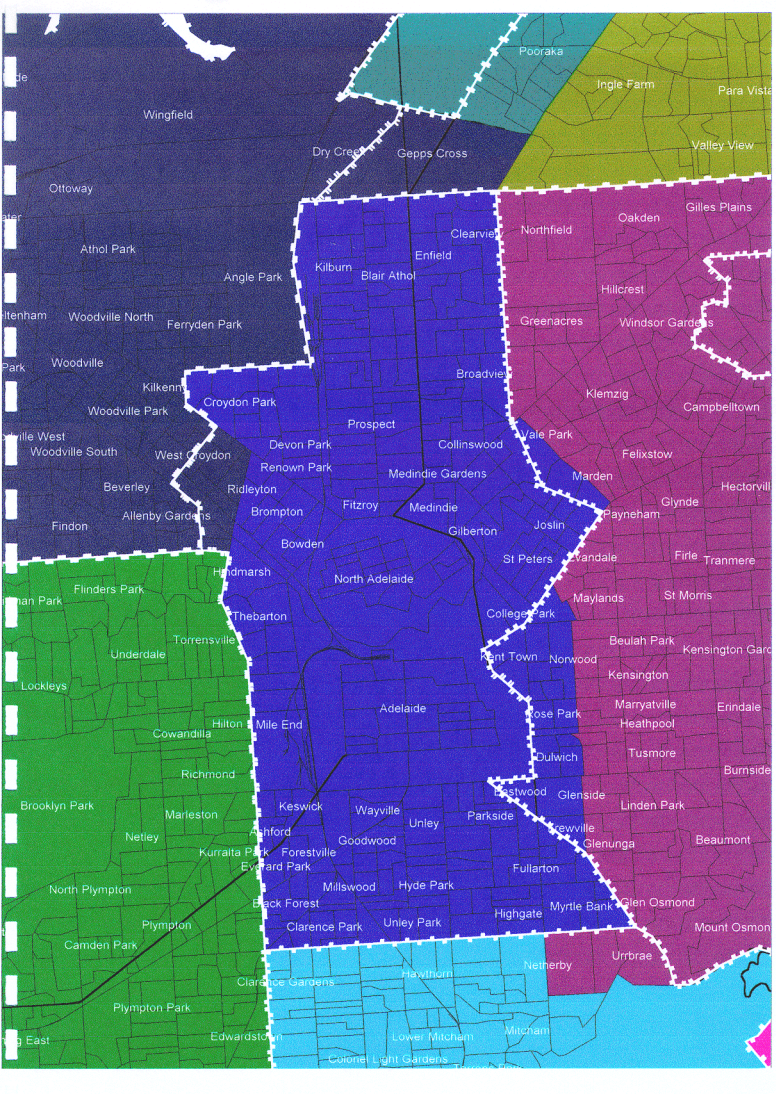 Pooraka
Ingle Farm
Para Vista
Wingfield
Valley View
Dry Creek
Gepps Cross
Ottoway
Gilles Plains
Oakden
Northfield
Clearview
Athol Park
Enfield
Kilburn
Blair Athol
Angle Park
Hillcrest
Woodville North
Ferryden Park
Greenacres
Windsor Gardens
Woodville
Park
Broadview
Kilkenny
Croydon Park
Klemzig
Woodville Park
Campbelltown
Prospect
Vale Park
Woodville South
West Croydon
Devon Park
Collinswood
Felixstow
Renown Park
Medindie Gardens
Marden
Beverley
Ridleyton
Hectorvill
Fitzroy
Medindie
Glynde
Allenby Gardens
Brompton
Payneham
Findon
Gilberton
Joslin
Bowden
St Peters
Evandale
Firle
Tranmere
Hindmarsh
North Adelaide
Flinders Park
Maylands
St Morris
Thebarton
College Park
Torrensville
Beulah Park
Kensington Gard
Underdale
Kent Town
Norwood
Kensington
Lockleys
Adelaide
Rose Park
Marryatville
Erindale
Hilton
Mile End
Heathpool
Cowandilla
Dulwich
Tusmore
Richmond
Burnside
Eastwood
Glenside
Brooklyn Park
Keswick
Wayville
Linden Park
Marleston
Unley
Parkside
Netley
Ashford
Goodwood
Frewville
Glenunga
Beaumont
Kurraita Park
Forestville
Everard Park
Fullarton
North Plympton
Millswood
Hyde Park
Black Forest
Highgate
Myrtle Bank
Glen Osmond
Plympton
Clarence Park
Unley Park
Mount Osmon
Camden Park
Urrbrae
Netherby
Hawthorn
Clarence Gardens
Plympton Park
Mitcham
Edwardstown
Lower Mitcham
East
Colonel Light Gardens